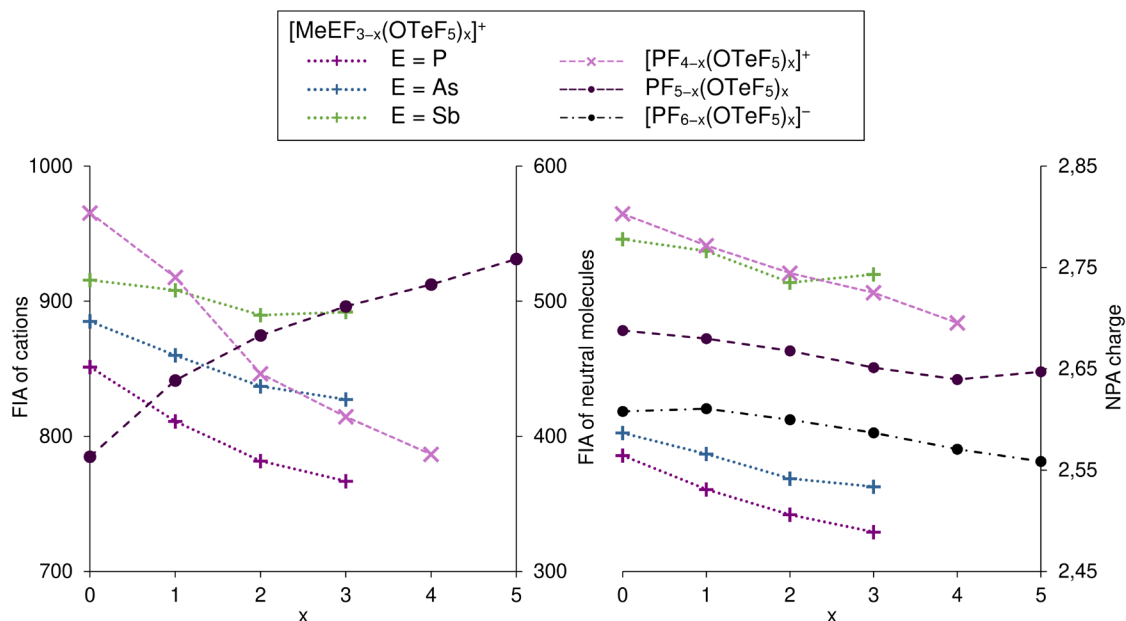 [MeEF₃₋ₓ(OTeF₅)ₓ]⁺
E = P
E = As
E = Sb
[PF₄₋ₓ(OTeF₅)ₓ]⁺
PF₅₋ₓ(OTeF₅)ₓ
[PF₆₋ₓ(OTeF₅)ₓ]⁻
FIA of cations
1000
900
800
700
0 1 2 3 4 5
x
600
500
400
300
FIA of neutral molecules
0 1 2 3 4 5
x
2,85
2,75
2,65
2,55
2,45
NPA charge